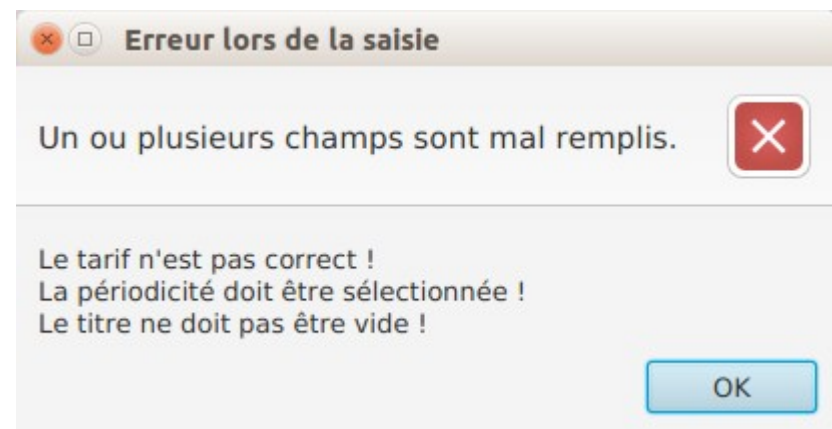 Erreur lors de la saisie
Un ou plusieurs champs sont mal remplis.
Le tarif n'est pas correct !
La périodicité doit être sélectionnée !
Le titre ne doit pas être vide !
OK